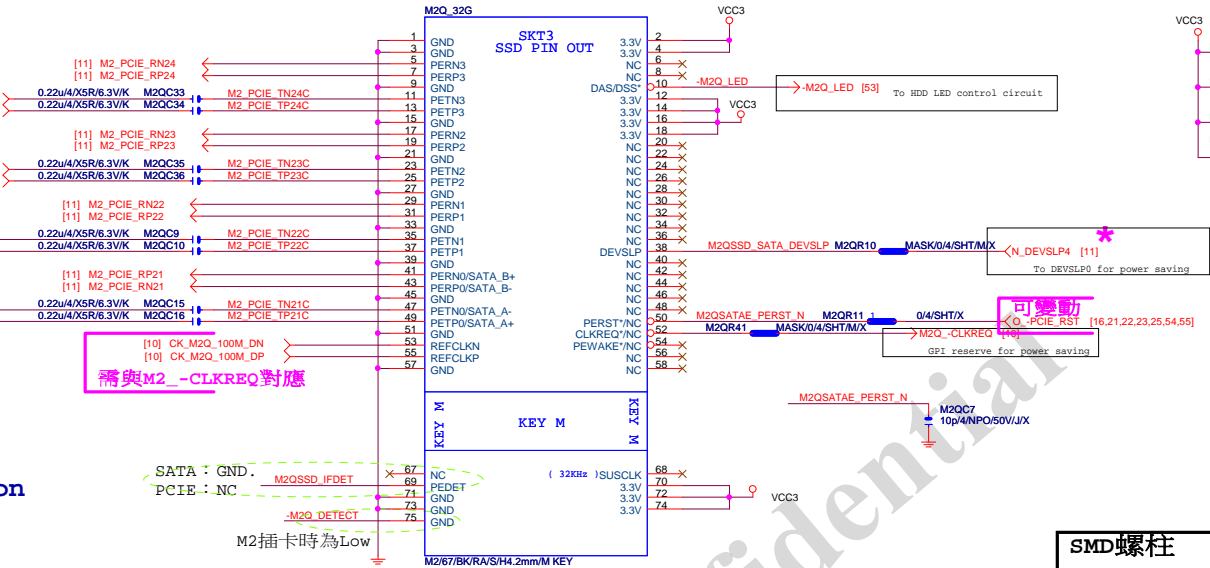 M2Q_32G
VCC3
VCC3
SKT3
SSD PIN OUT
1 GND 3.3V 2
3 GND 3.3V 4
[11] M2_PCIE_RN24 5 PERN3 NC 6
[11] M2_PCIE_RP24 7 PERP3 NC 8
9 GND DAS/DSS* 10 -M2Q_LED -M2Q_LED [53] To HDD LED control circuit
0.22u/4/X5R/6.3V/K M2QC33 M2_PCIE_TN24C 11 PETN3 3.3V 12
0.22u/4/X5R/6.3V/K M2QC34 M2_PCIE_TP24C 13 PETP3 3.3V 14 VCC3
15 GND 3.3V 16
[11] M2_PCIE_RN23 17 PERN2 3.3V 18
[11] M2_PCIE_RP23 19 PERP2 NC 20
21 GND NC 22
0.22u/4/X5R/6.3V/K M2QC35 M2_PCIE_TN23C 23 PETN2 NC 24
0.22u/4/X5R/6.3V/K M2QC36 M2_PCIE_TP23C 25 PETP2 NC 26
27 GND NC 28
[11] M2_PCIE_RN22 29 PERN1 NC 30
[11] M2_PCIE_RP22 31 PERP1 NC 32
33 GND NC 34
0.22u/4/X5R/6.3V/K M2QC9 M2_PCIE_TN22C 35 PETN1 NC 36
0.22u/4/X5R/6.3V/K M2QC10 M2_PCIE_TP22C 37 PETP1 DEVSLP 38 M2QSSD_SATA_DEVSLP M2QR10 MASK/0/4/SHT/M/X N_DEVSLP4 [11]
*
To DEVSLP0 for power saving
39 GND NC 40
[11] M2_PCIE_RP21 41 PERN0/SATA_B+ NC 42
[11] M2_PCIE_RN21 43 PERP0/SATA_B- NC 44
45 GND NC 46
0.22u/4/X5R/6.3V/K M2QC15 M2_PCIE_TN21C 47 PETN0/SATA_A- NC 48
0.22u/4/X5R/6.3V/K M2QC16 M2_PCIE_TP21C 49 PETP0/SATA_A+ PERST*/NC 50 M2QSATAE_PERST_N M2QR11 1 0/4/SHT/X O_-PCIE_RST [16,21,22,23,25,54,55]
可變動
51 GND CLKREQ*/NC 52 M2QR41 MASK/0/4/SHT/M/X M2Q_-CLKREQ
GPI reserve for power saving
[10] CK_M2Q_100M_DN 53 REFCLKN PEWAKE*/NC 54
[10] CK_M2Q_100M_DP 55 REFCLKP NC 56
57 GND NC 58
需與M2_-CLKREQ對應
M2QSATAE_PERST_N
M2QC7
10p/4/NPO/50V/J/X
KEY M
KEY M
KEY M
SATA：GND.
PCIE：NC
67 NC ( 32KHz )SUSCLK 68
M2QSSD_IFDET 69 PEDET 3.3V 70
71 GND 3.3V 72 VCC3
73 GND 3.3V 74
-M2Q_DETECT 75 GND
M2插卡時為Low
M2/67/BK/RA/S/H4.2mm/M KEY
VCC3
on
fidential
SMD螺柱